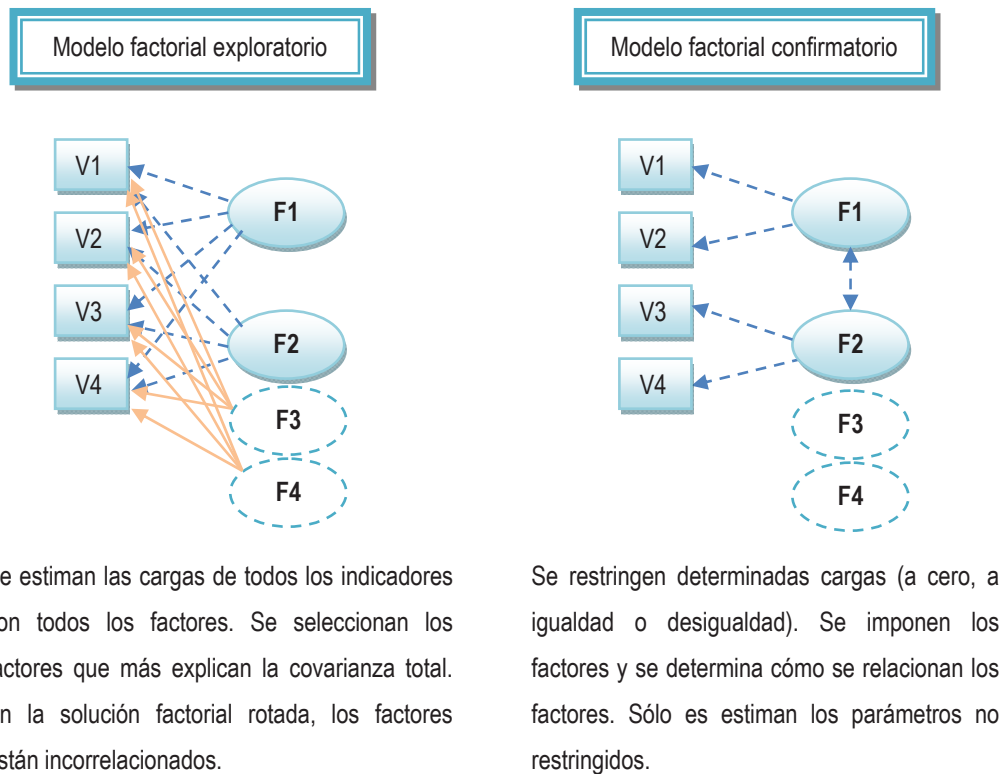 Modelo factorial exploratorio
V1
V2
V3
V4
F1
F2
F3
F4
e estiman las cargas de todos los indicadores
on todos los factores. Se seleccionan los
actores que más explican la covarianza total.
n la solución factorial rotada, los factores
stán incorrelacionados.
Modelo factorial confirmatorio
V1
V2
V3
V4
F1
F2
F3
F4
Se restringen determinadas cargas (a cero, a
igualdad o desigualdad). Se imponen los
factores y se determina cómo se relacionan los
factores. Sólo es estiman los parámetros no
restringidos.